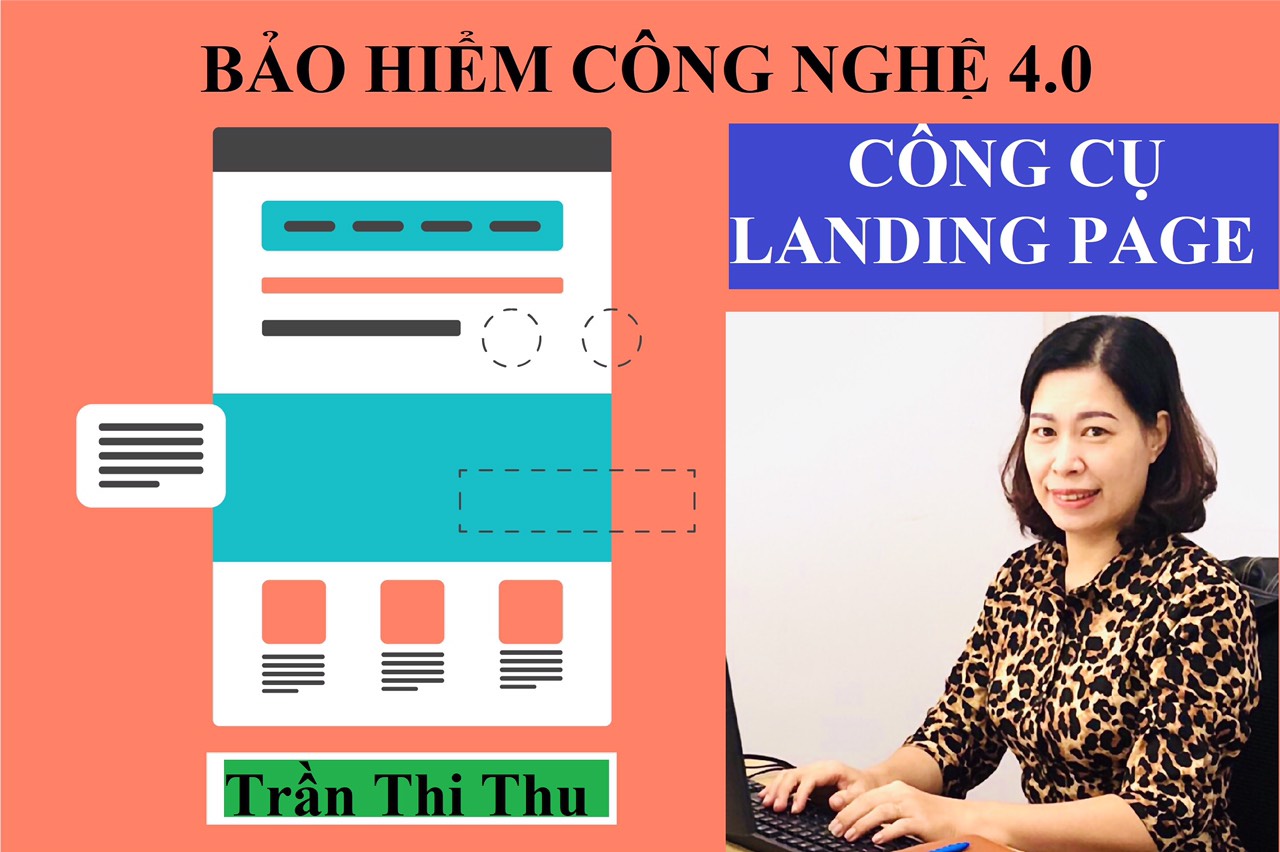 BẢO HIỂM CÔNG NGHỆ 4.0
CÔNG CỤ
LANDING PAGE
Trần Thi Thu